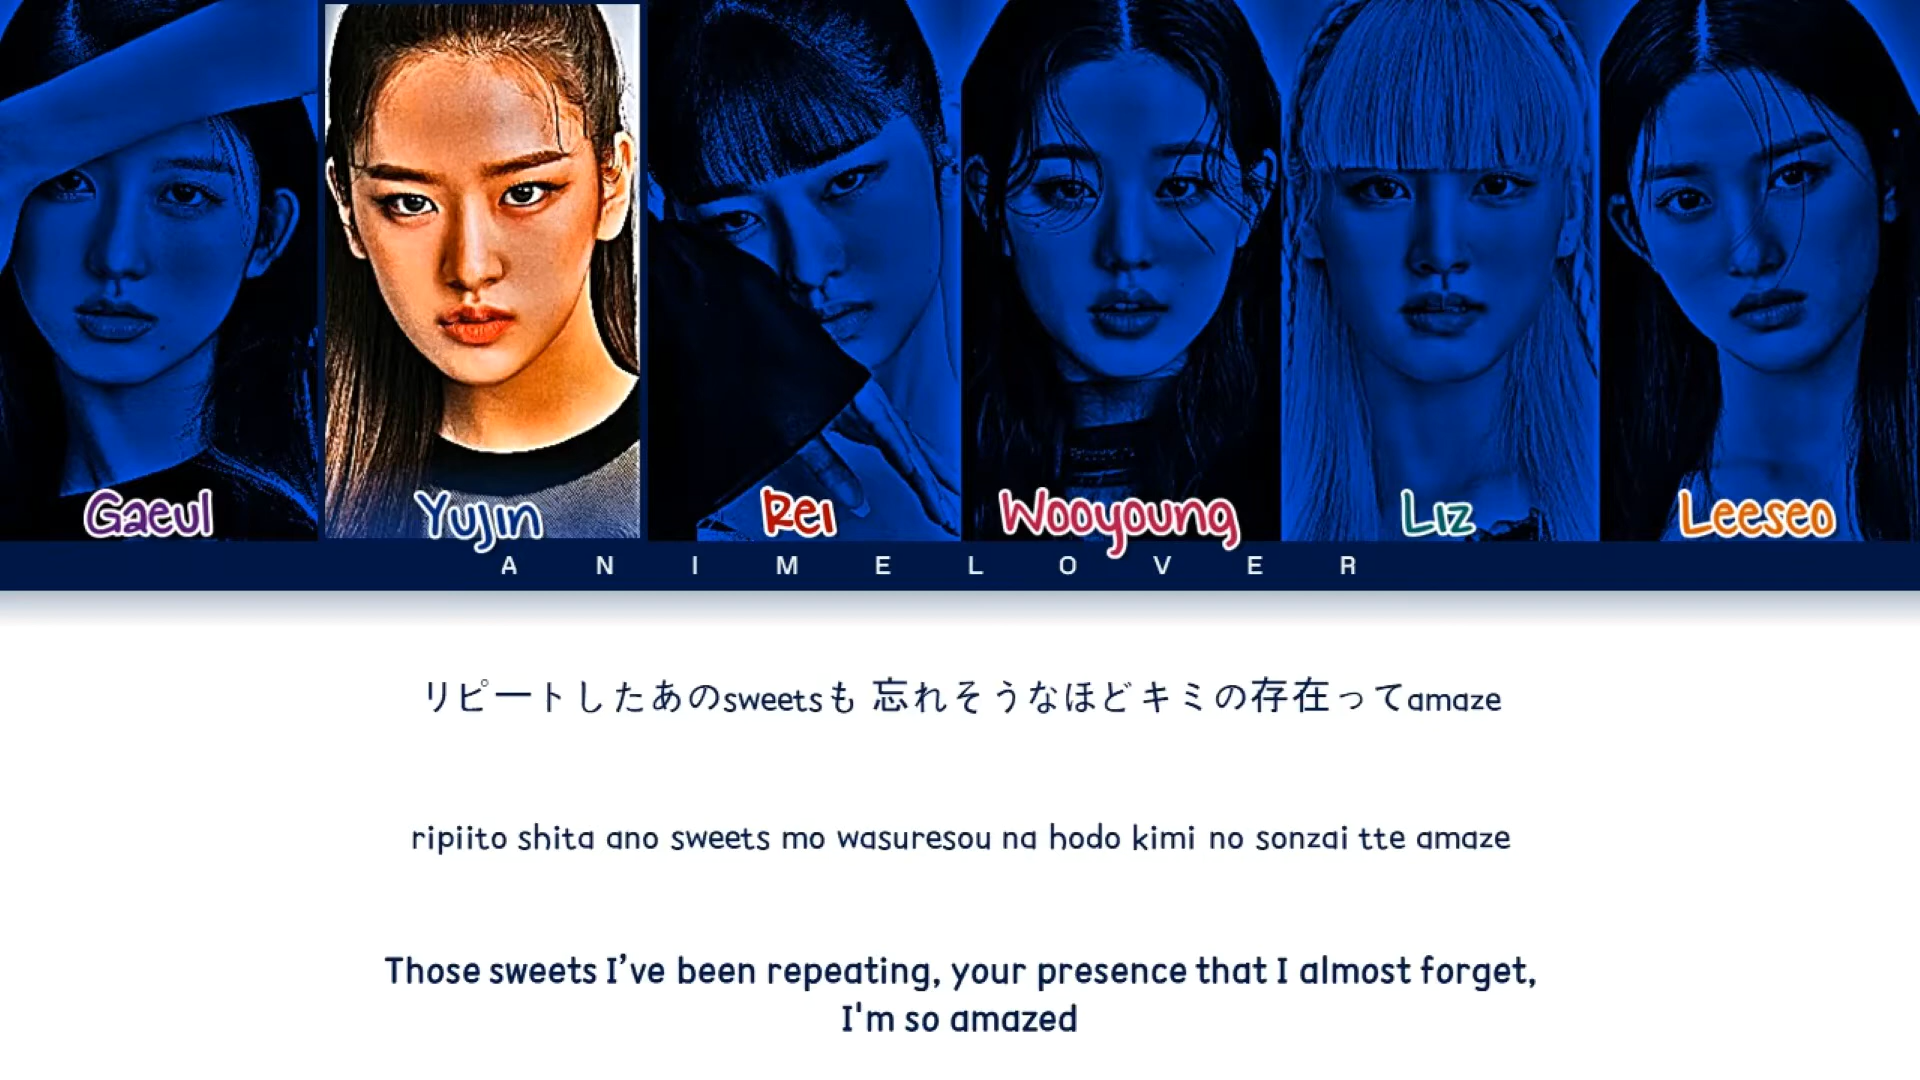 Gaeul
Yujin
Rei
Wooyoung
Liz
Leeseo
ANIMELOVER
リピートしたあのsweetsも 忘れそうなほどキミの存在ってamaze
ripiito shita ano sweets mo wasuresou na hodo kimi no sonzai tte amaze
Those sweets I’ve been repeating, your presence that I almost forget,
I'm so amazed